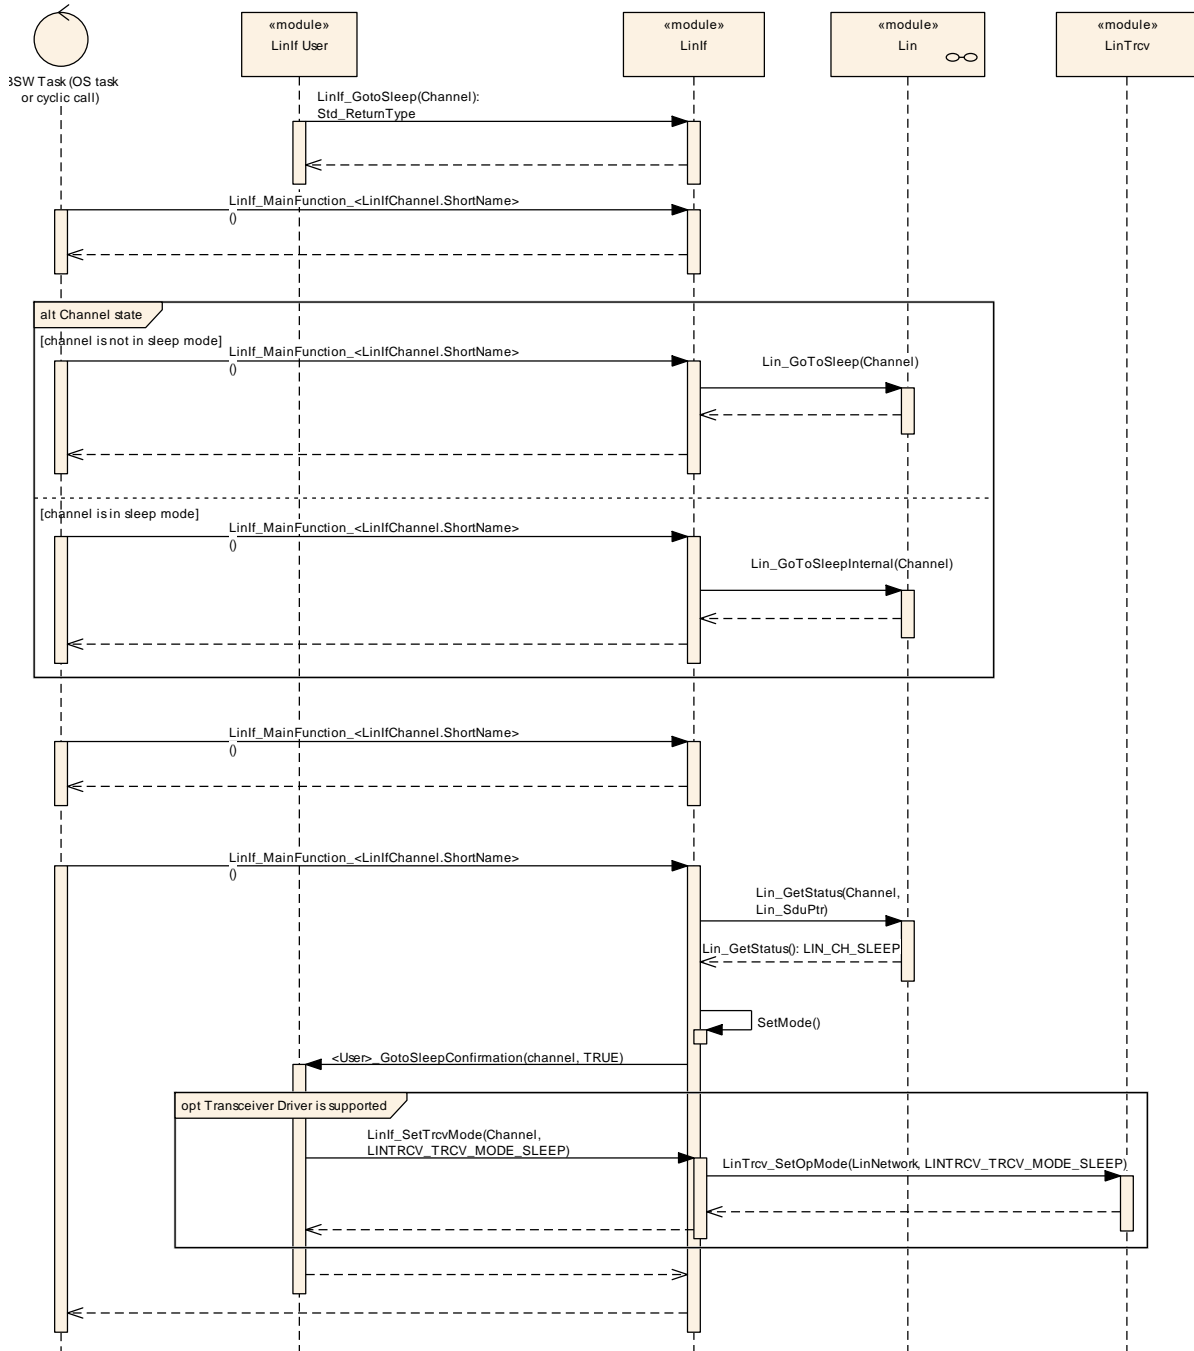 «module»
LinIf User
«module»
LinIf
«module»
Lin
«module»
LinTrcv
BSW Task (OS task
or cyclic call)
LinIf_GotoSleep(Channel):
Std_ReturnType
LinIf_MainFunction_<LinIfChannel.ShortName>
()
alt Channel state
[channel is not in sleep mode]
LinIf_MainFunction_<LinIfChannel.ShortName>
()
Lin_GoToSleep(Channel)
[channel is in sleep mode]
LinIf_MainFunction_<LinIfChannel.ShortName>
()
Lin_GoToSleepInternal(Channel)
LinIf_MainFunction_<LinIfChannel.ShortName>
()
LinIf_MainFunction_<LinIfChannel.ShortName>
()
Lin_GetStatus(Channel,
Lin_SduPtr)
Lin_GetStatus(): LIN_CH_SLEEP
SetMode()
<User>_GotoSleepConfirmation(channel, TRUE)
opt Transceiver Driver is supported
LinIf_SetTrcvMode(Channel,
LINTRCV_TRCV_MODE_SLEEP)
LinTrcv_SetOpMode(LinNetwork, LINTRCV_TRCV_MODE_SLEEP)